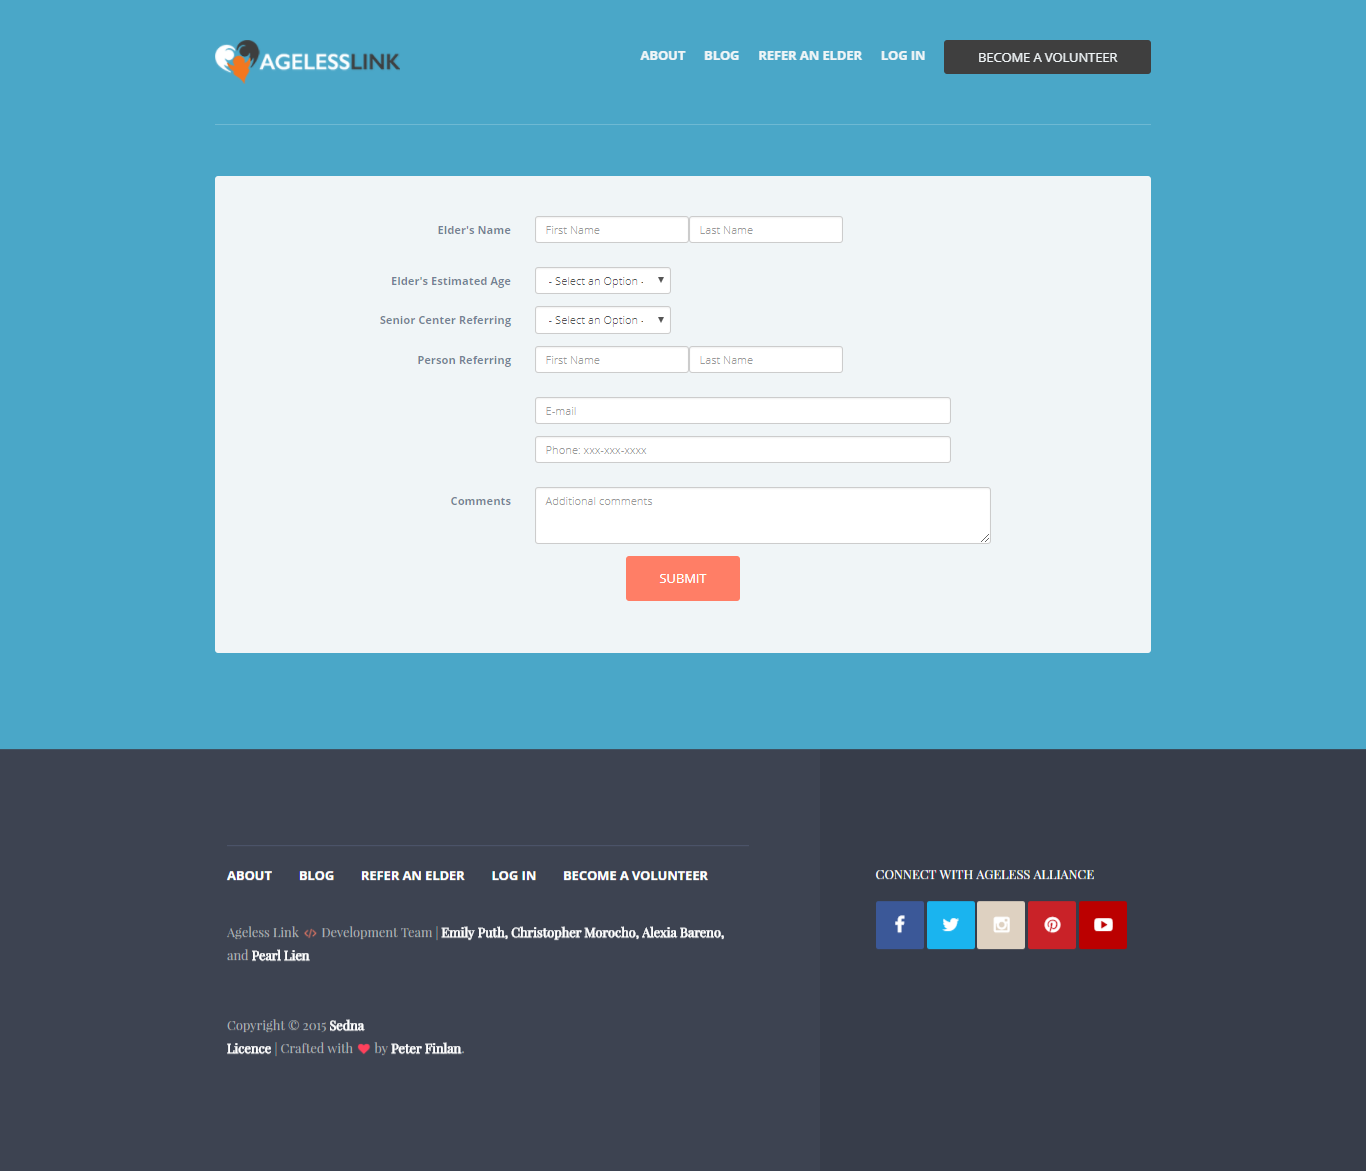 AGELESSLINK
ABOUT BLOG REFER AN ELDER LOG IN BECOME A VOLUNTEER
Elder's Name First Name Last Name
Elder's Estimated Age - Select an Option -
Senior Center Referring - Select an Option -
Person Referring First Name Last Name
E-mail
Phone: xxx-xxx-xxxx
Comments Additional comments
SUBMIT
ABOUT BLOG REFER AN ELDER LOG IN BECOME A VOLUNTEER
Ageless Link </> Development Team | Emily Puth, Christopher Morocho, Alexia Bareno,
and Pearl Lien
Copyright © 2015 Sedna
Licence | Crafted with ♥ by Peter Finlan.
CONNECT WITH AGELESS ALLIANCE